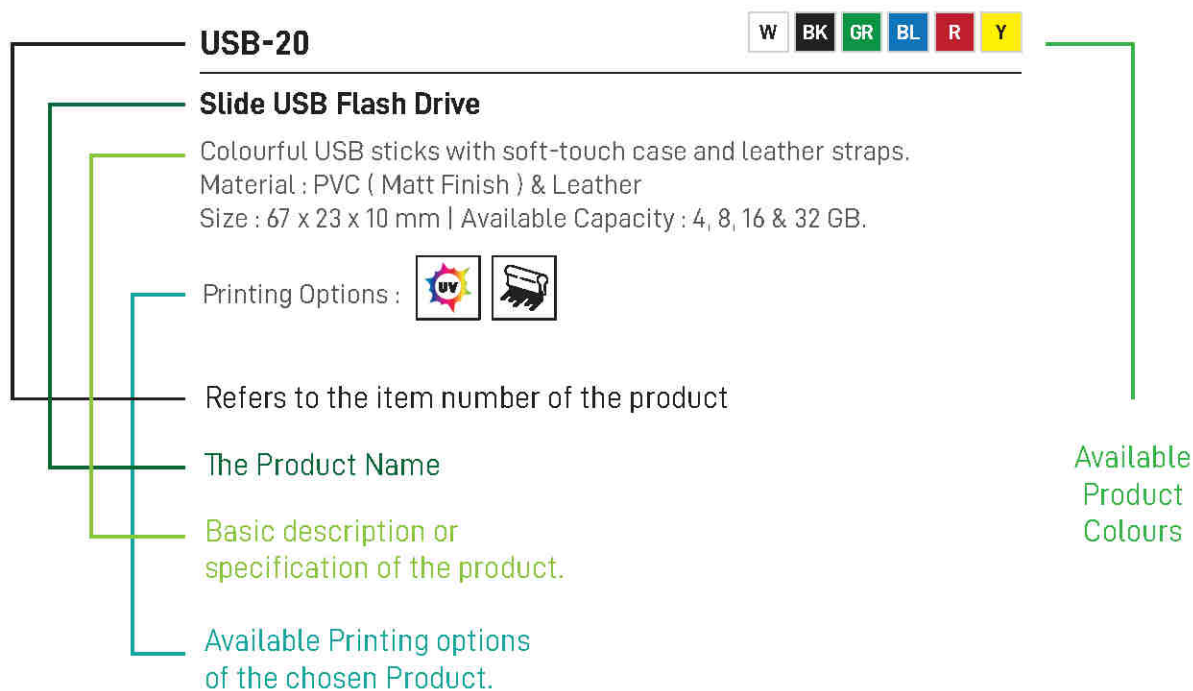 USB-20
W BK GR BL R Y
Slide USB Flash Drive
Colourful USB sticks with soft-touch case and leather straps.
Material : PVC ( Matt Finish ) & Leather
Size : 67 x 23 x 10 mm | Available Capacity : 4, 8, 16 & 32 GB.
Printing Options :
UV
Refers to the item number of the product
The Product Name
Basic description or
specification of the product.
Available Printing options
of the chosen Product.
Available
Product
Colours